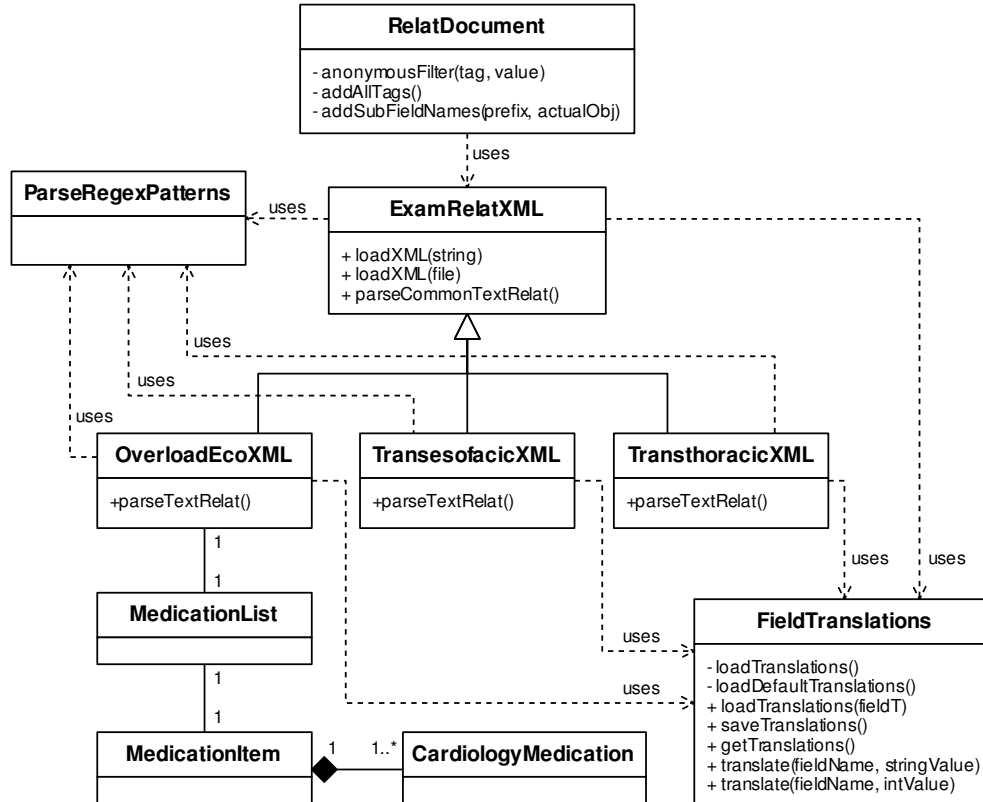 RelatDocument
- anonymousFilter(tag, value)
- addAllTags()
- addSubFieldNames(prefix, actualObj)
uses
ParseRegexPatterns
uses
ExamRelatXML
+ loadXML(string)
+ loadXML(file)
+ parseCommonTextRelat()
uses
uses
uses
OverloadEcoXML
+parseTextRelat()
TransesofacicXML
+parseTextRelat()
TransthoracicXML
+parseTextRelat()
1
uses
uses
1
MedicationList
FieldTranslations
- loadTranslations()
- loadDefaultTranslations()
+ loadTranslations(fieldT)
+ saveTranslations()
+ getTranslations()
+ translate(fieldName, stringValue)
+ translate(fieldName, intValue)
uses
1
uses
1
MedicationItem
1
1..*
CardiologyMedication